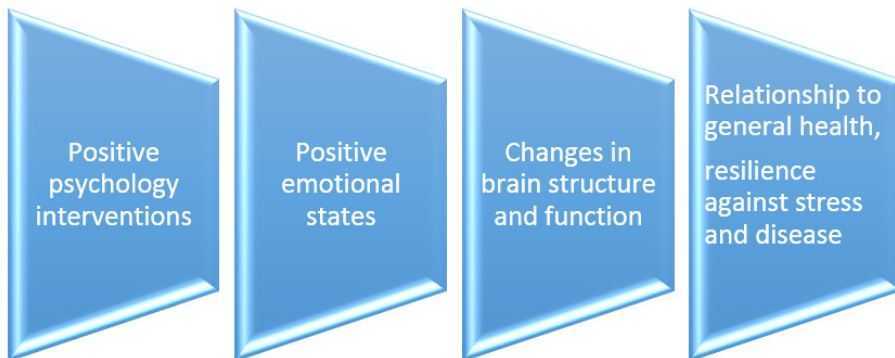 Positive
psychology
interventions
Positive
emotional
states
Changes in
brain structure
and function
Relationship to
general health,
resilience
against stress
and disease